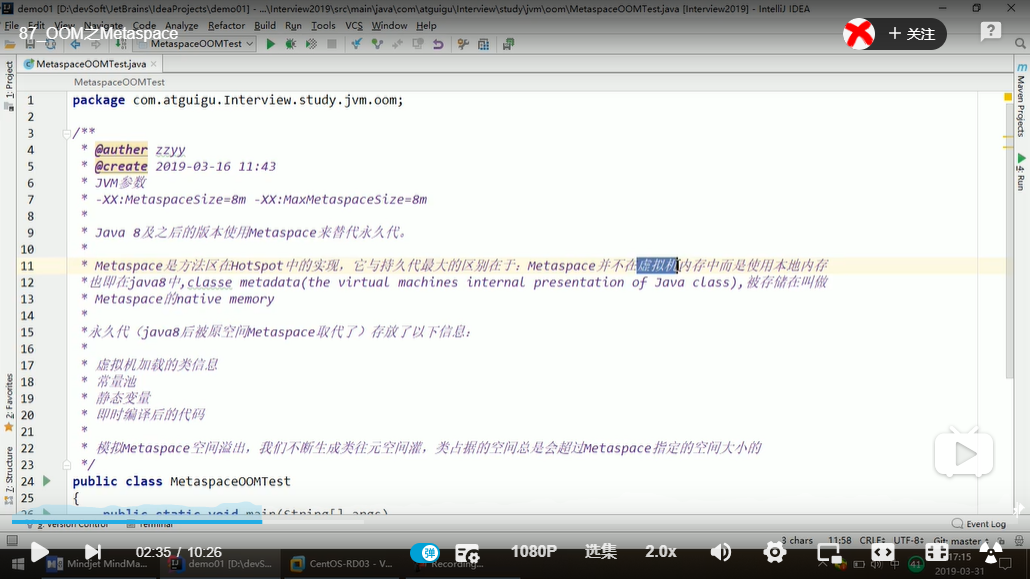 demo01 [D:\devSoft\JetBrains\IdeaProjects\demo01] - ...\Interview2019\src\main\java\com\atguigu\Interview\study\jvm\oom\MetaspaceOOMTest.java [Interview2019] - IntelliJ IDEA
File Edit View Navigate Code Analyze Refactor Build Run Tools VCS Window Help
87_OOM之Metaspace
+ 关注
MetaspaceOOMTest
MetaspaceOOMTest.java
MetaspaceOOMTest
1: Project
Maven Projects
4: Run
2: Favorites
7: Structure
1 package com.atguigu.Interview.study.jvm.oom;
2
3 /**
4 * @auther zzyy
5 * @create 2019-03-16 11:43
6 * JVM参数
7 * -XX:MetaspaceSize=8m -XX:MaxMetaspaceSize=8m
8 *
9 * Java 8及之后的版本使用Metaspace来替代永久代。
10 *
11 * Metaspace是方法区在HotSpot中的实现，它与持久代最大的区别在于：Metaspace并不在虚拟机内存中而是使用本地内存
12 *也即在java8中,classe metadata(the virtual machines internal presentation of Java class),被存储在叫做
13 * Metaspace的native memory
14 *
15 *永久代（java8后被原空间Metaspace取代了）存放了以下信息：
16 *
17 * 虚拟机加载的类信息
18 * 常量池
19 * 静态变量
20 * 即时编译后的代码
21 *
22 * 模拟Metaspace空间溢出，我们不断生成类往元空间灌，类占据的空间总是会超过Metaspace指定的空间大小的
23 */
24 public class MetaspaceOOMTest
25 {
26 public static void main(String[] args)
9: Version Control
Terminal
Event Log
3 chars 11:58 CRLF UTF-8 Git: master
02:35 / 10:26
弹
1080P
选集
2.0x
Mindjet MindMa...
demo01 [D:\devS...
CentOS-RD03 - V...
Recording...
中
41
17:15
2019-03-31